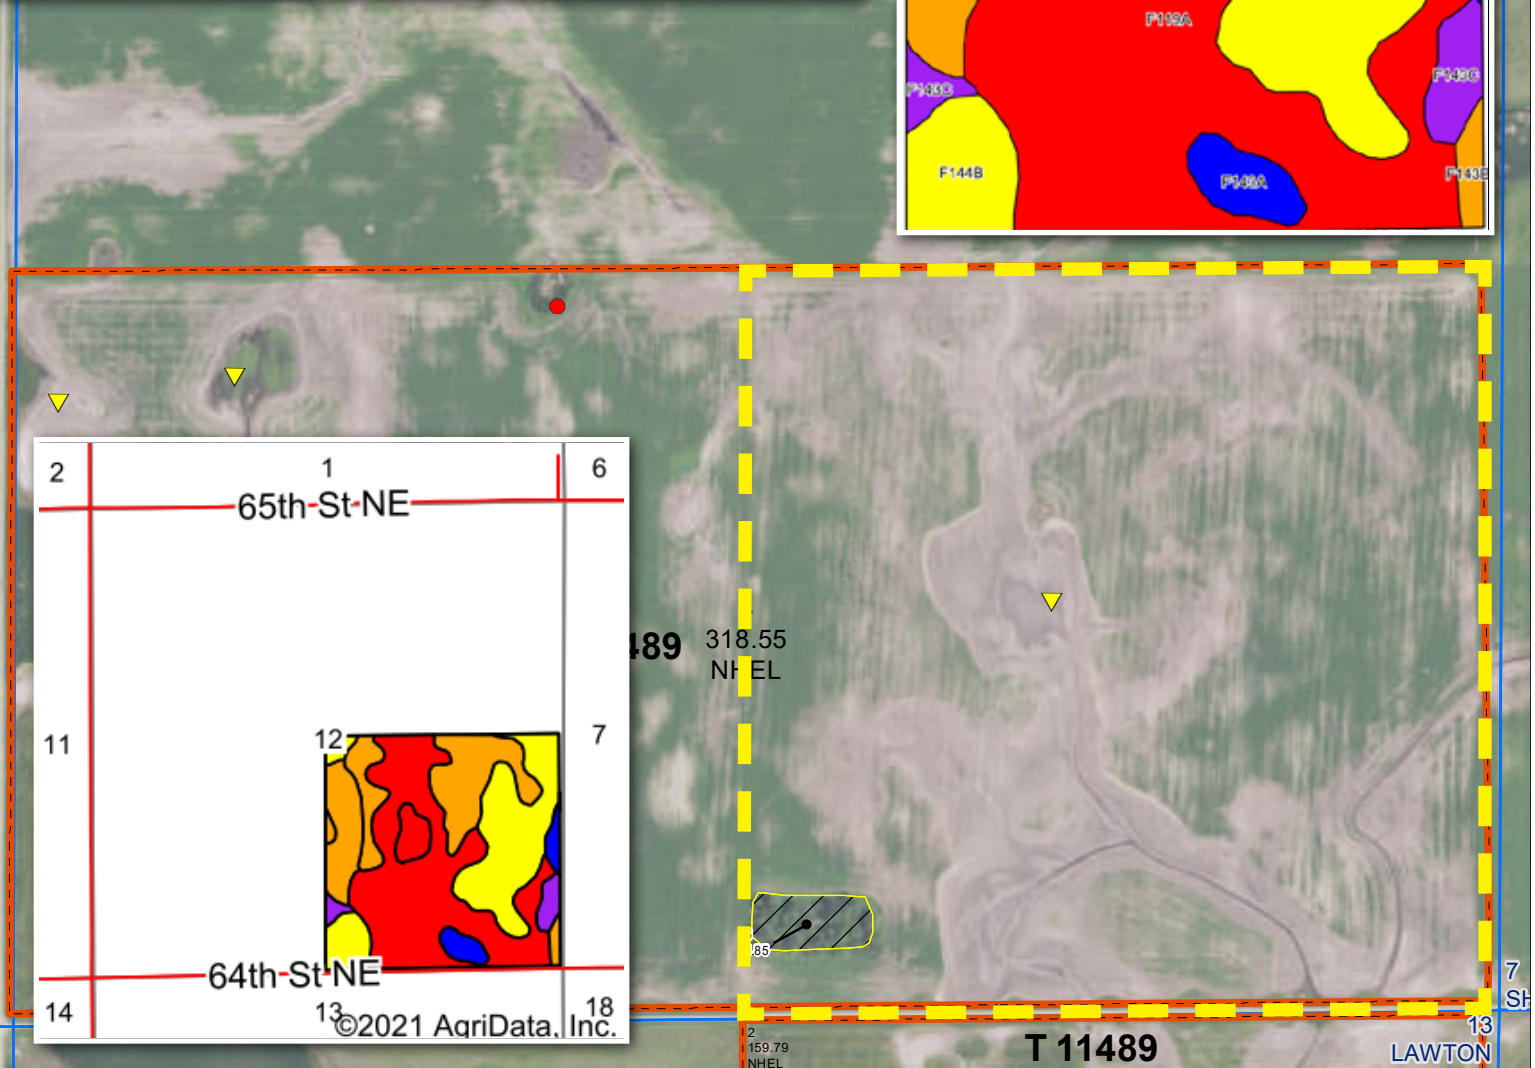 F119A
F143C
F143C
F144B
F143A
2
1
6
65th St NE
11
12
7
64th St NE
14
13
18
©2021 AgriData, Inc.
489
318.55
NHEL
85
7
SH
13
LAWTON
2
159.79
NHEL
T 11489